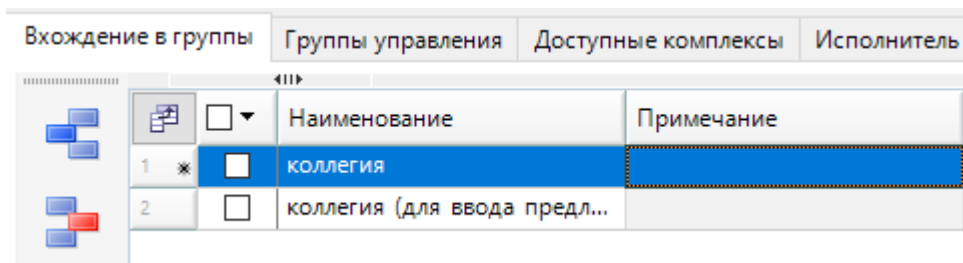 Вхождение в группы Группы управления Доступные комплексы Исполнитель
Наименование Примечание
1 коллегия
2 коллегия (для ввода предл...